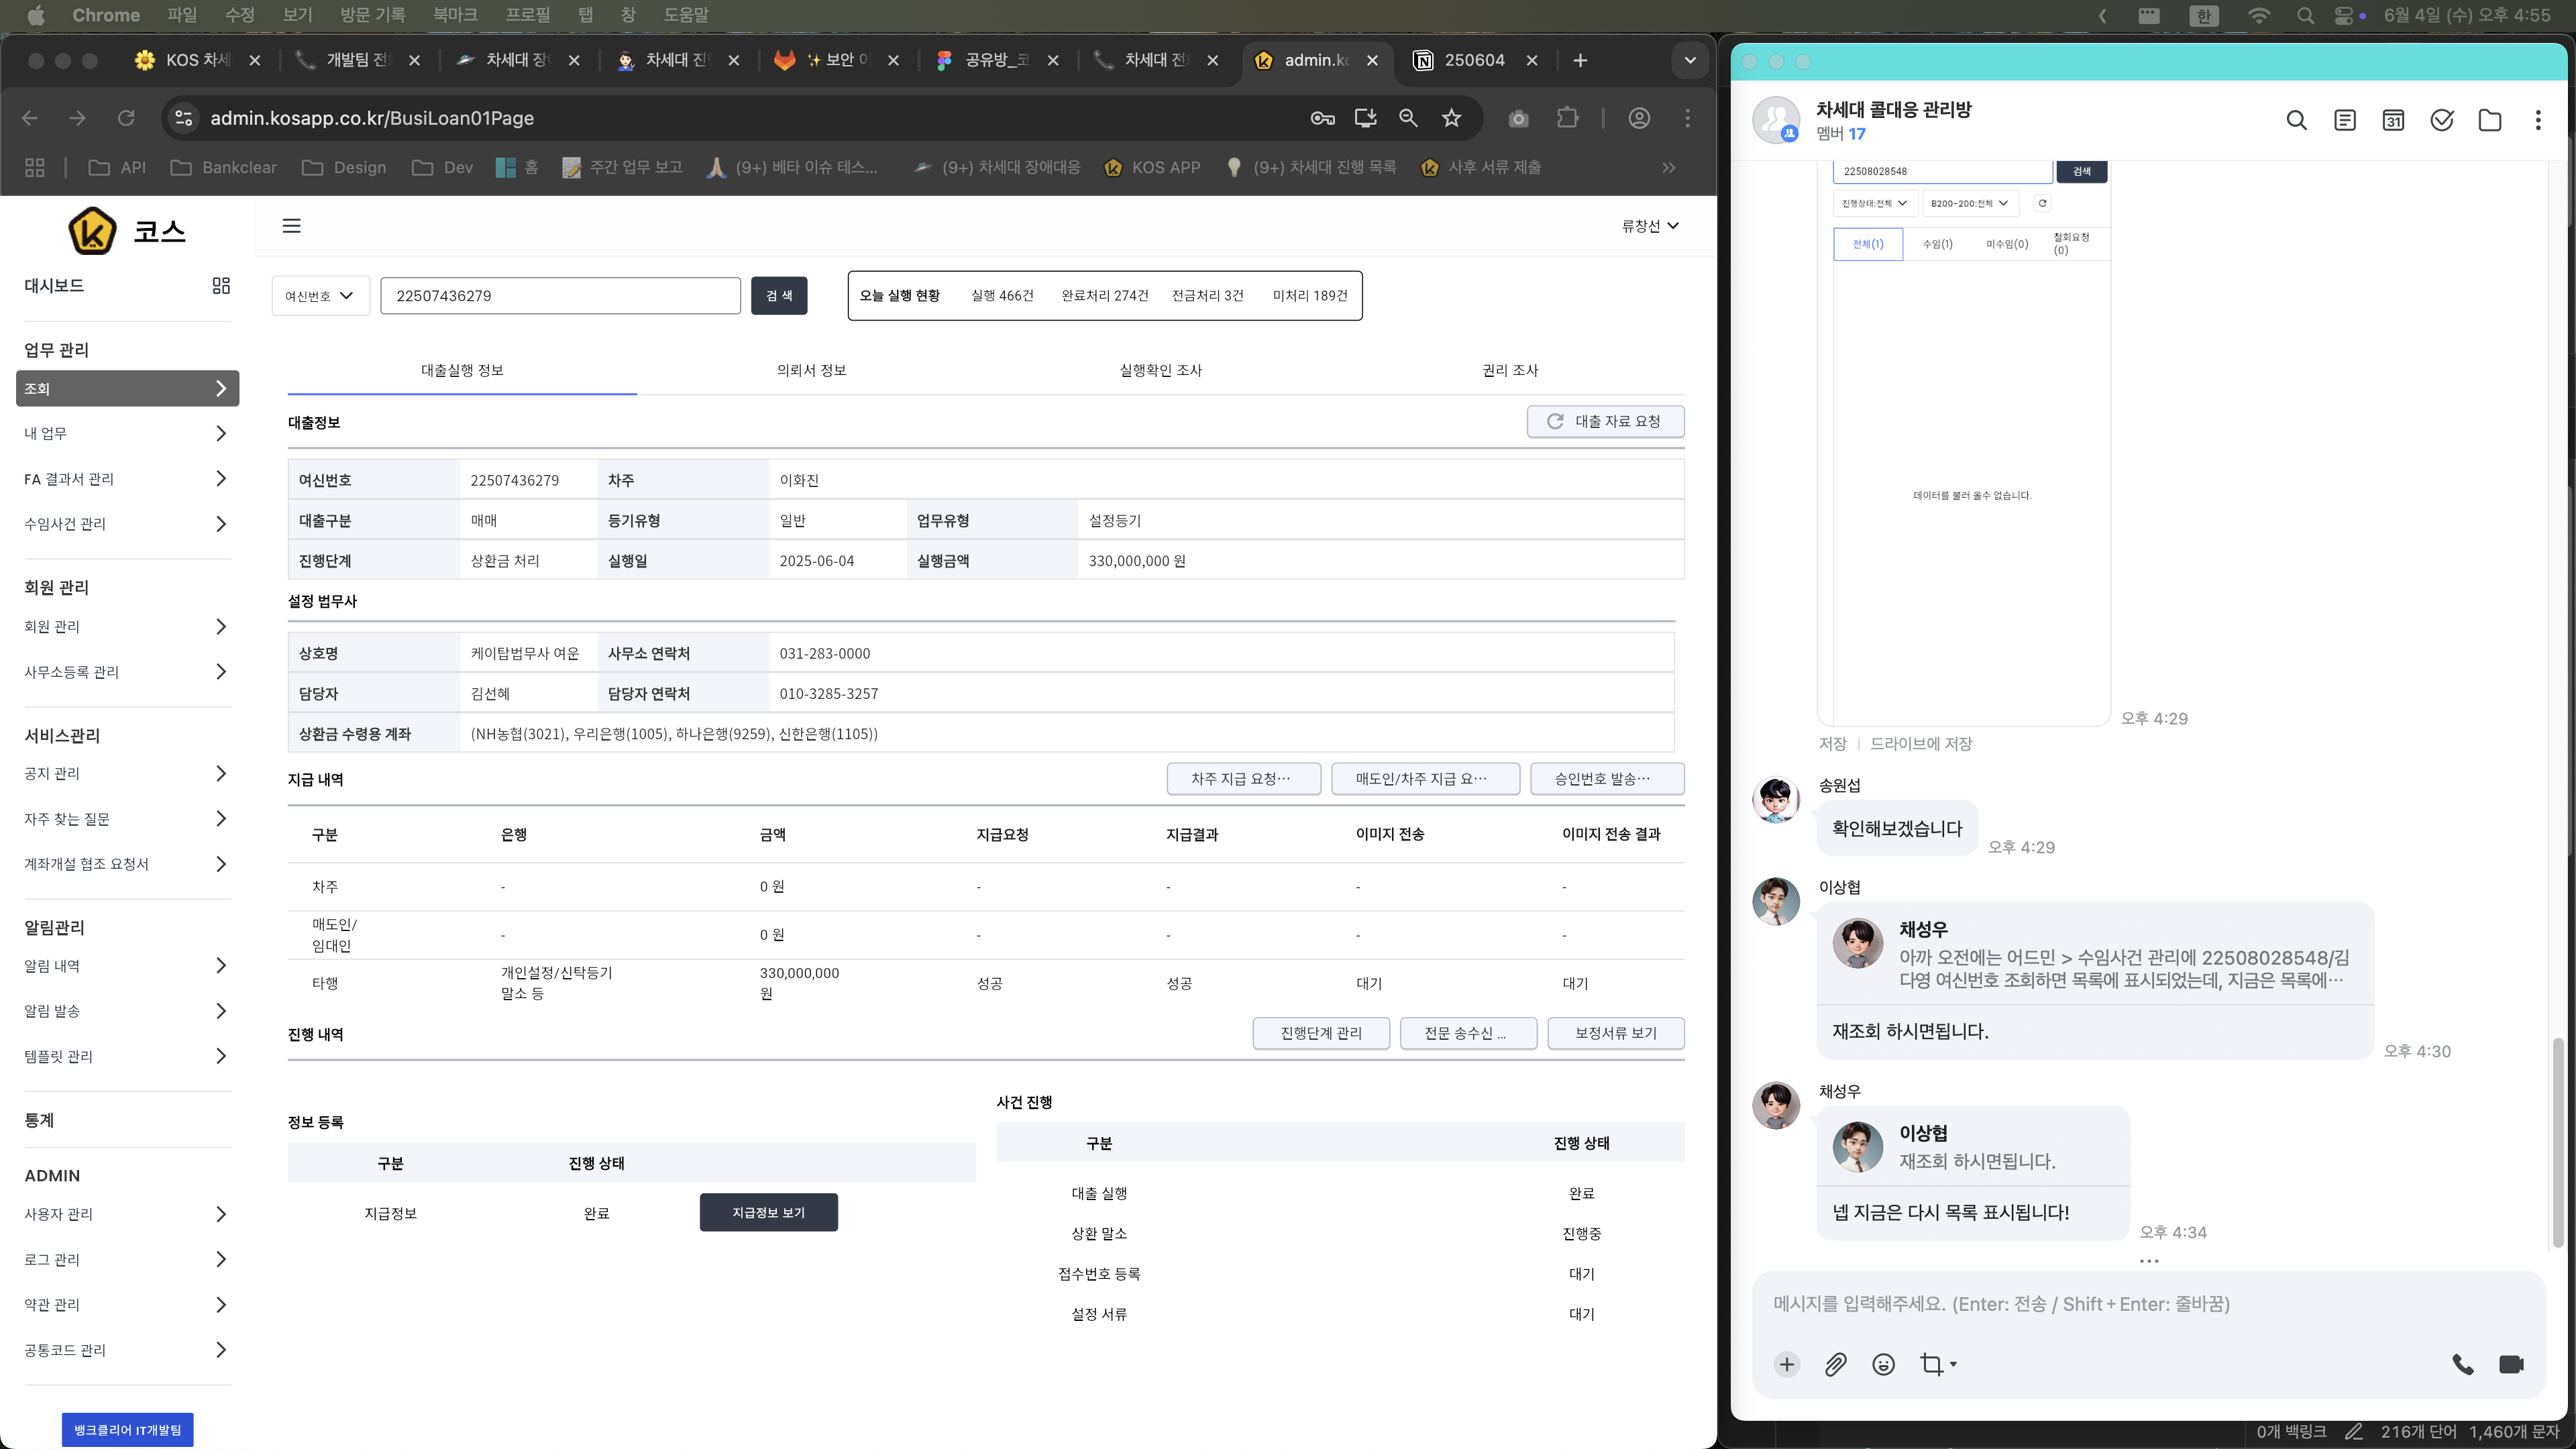 Chrome 파일 수정 보기 방문 기록 북마크 프로필 탭 창 도움말
한 6월 4일 (수) 오후 4:55
KOS 차세 개발팀 전 차세대 장 차세대 진 보안 이 공유방_코 차세대 전 admin.k 250604
admin.kosapp.co.kr/BusiLoan01Page
API Bankclear Design Dev 홈 주간 업무 보고 (9+) 베타 이슈 테스... (9+) 차세대 장애대응 KOS APP (9+) 차세대 진행 목록 사후 서류 제출
코스
류창선
대시보드
업무 관리
조회
내 업무
FA 결과서 관리
수임사건 관리
회원 관리
회원 관리
사무소등록 관리
서비스관리
공지 관리
자주 찾는 질문
계좌개설 협조 요청서
알림관리
알림 내역
알림 발송
템플릿 관리
통계
ADMIN
사용자 관리
로그 관리
약관 관리
공통코드 관리
뱅크클리어 IT개발팀
여신번호 22507436279 검색
오늘 실행 현황 실행 466건 완료처리 274건 전금처리 3건 미처리 189건
대출실행 정보 의뢰서 정보 실행확인 조사 권리 조사
대출정보 대출 자료 요청
여신번호 22507436279 차주 이화진
대출구분 매매 등기유형 일반 업무유형 설정등기
진행단계 상환금 처리 실행일 2025-06-04 실행금액 330,000,000 원
설정 법무사
상호명 케이탑법무사 여운 사무소 연락처 031-283-0000
담당자 김선혜 담당자 연락처 010-3285-3257
상환금 수령용 계좌 (NH농협(3021), 우리은행(1005), 하나은행(9259), 신한은행(1105))
지급 내역 차주 지급 요청… 매도인/차주 지급 요… 승인번호 발송…
구분 은행 금액 지급요청 지급결과 이미지 전송 이미지 전송 결과
차주 - 0 원 - - - -
매도인/
임대인 - 0 원 - - - -
타행 개인설정/신탁등기 330,000,000 성공 성공 대기 대기
말소 등 원
진행 내역 진행단계 관리 전문 송수신 ... 보정서류 보기
정보 등록
구분 진행 상태
지급정보 완료 지급정보 보기
사건 진행
구분 진행 상태
대출 실행 완료
상환 말소 진행중
접수번호 등록 대기
설정 서류 대기
차세대 콜대응 관리방
멤버 17
31
22508028548 검색
진행상태:전체 B200-200:전체
전체(1) 수임(1) 미수임(0) 철회요청
(0)
데이터를 불러 올수 없습니다.
오후 4:29
저장 | 드라이브에 저장
송원섭
확인해보겠습니다
오후 4:29
이상협
채성우
아까 오전에는 어드민 > 수임사건 관리에 22508028548/김
다영 여신번호 조회하면 목록에 표시되었는데, 지금은 목록에…
재조회 하시면됩니다.
오후 4:30
채성우
이상협
재조회 하시면됩니다.
넵 지금은 다시 목록 표시됩니다!
오후 4:34
메시지를 입력해주세요. (Enter: 전송 / Shift+Enter: 줄바꿈)
0개 백링크 216개 단어 1,460개 문자